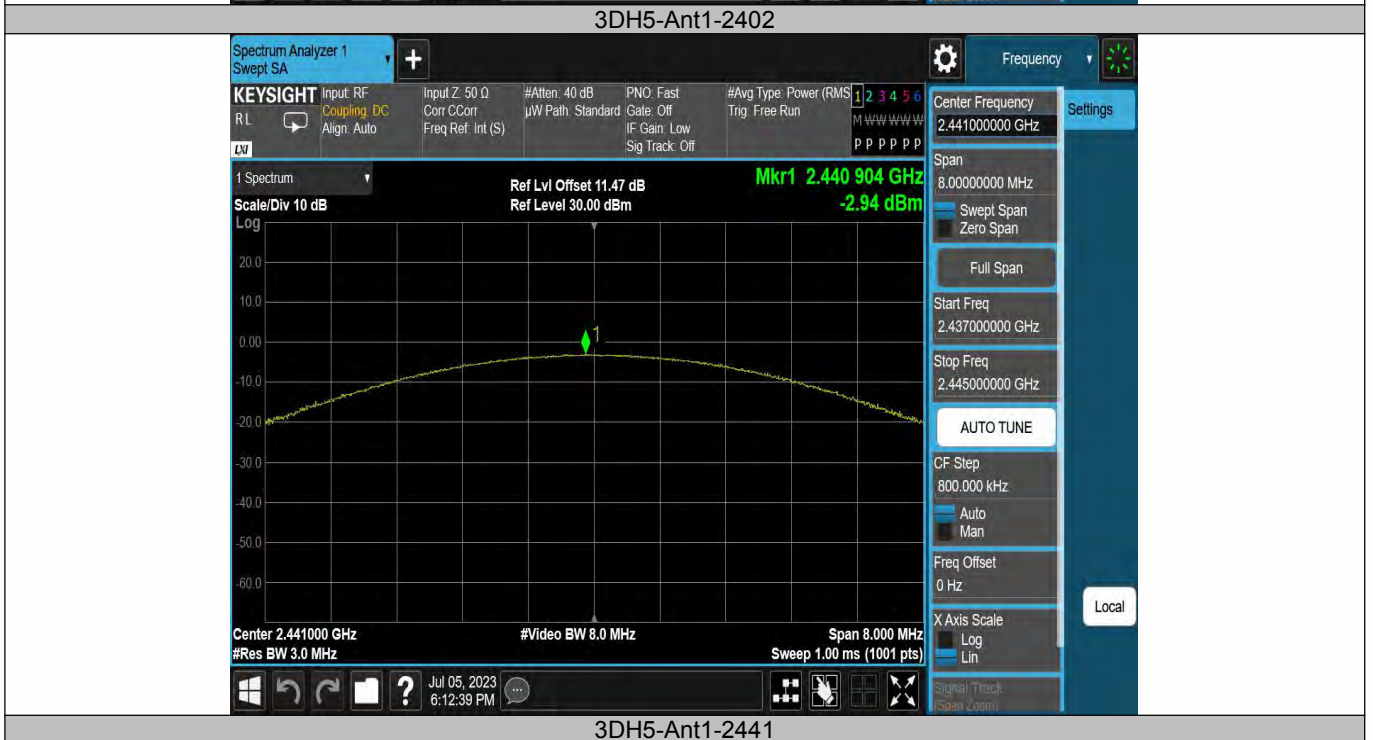 3DH5-Ant1-2402
Spectrum Analyzer 1
Swept SA
+
Frequency
KEYSIGHT
RL
LXI
Input: RF
Coupling: DC
Align: Auto
Input Z: 50 Ω
Corr CCorr
Freq Ref: Int (S)
#Atten: 40 dB
µW Path: Standard
PNO: Fast
Gate: Off
IF Gain: Low
Sig Track: Off
#Avg Type: Power (RMS
Trig: Free Run
1 2 3 4 5 6
M W W W W W
P P P P P P
Center Frequency
2.441000000 GHz
Settings
Span
8.00000000 MHz
Swept Span
Zero Span
Full Span
Start Freq
2.437000000 GHz
Stop Freq
2.445000000 GHz
AUTO TUNE
CF Step
800.000 kHz
Auto
Man
Freq Offset
0 Hz
X Axis Scale
Log
Lin
Signal Track
(Span Zoom)
Local
1 Spectrum
Scale/Div 10 dB
Ref Lvl Offset 11.47 dB
Ref Level 30.00 dBm
Mkr1 2.440 904 GHz
-2.94 dBm
Log
20.0
10.0
0.00
-10.0
-20.0
-30.0
-40.0
-50.0
-60.0
1
Center 2.441000 GHz
#Res BW 3.0 MHz
#Video BW 8.0 MHz
Span 8.000 MHz
Sweep 1.00 ms (1001 pts)
?
Jul 05, 2023
6:12:39 PM
3DH5-Ant1-2441